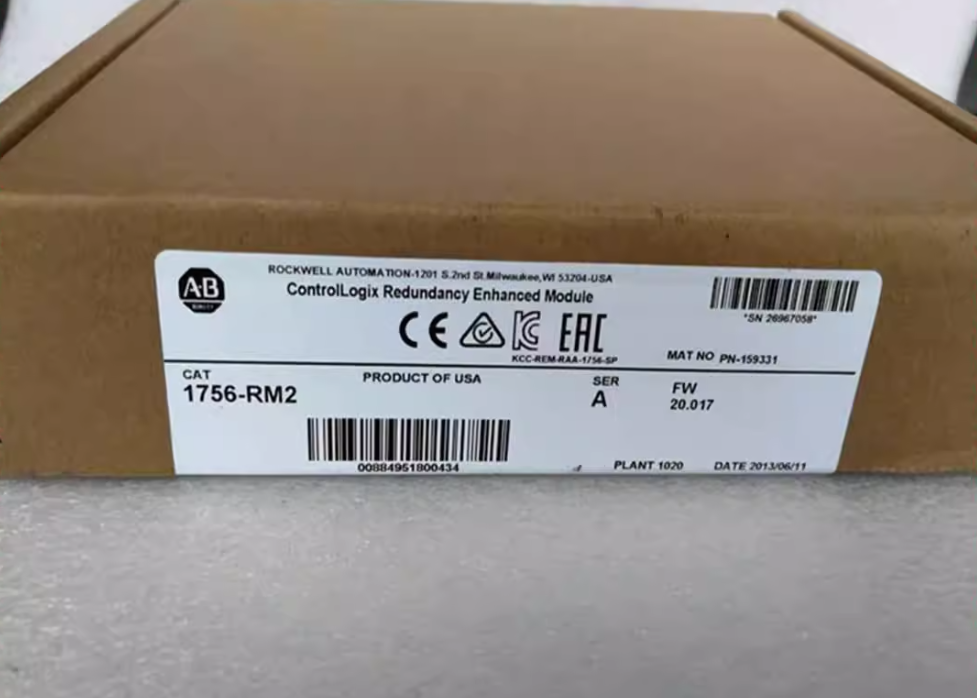 A-B
QUALITY
ROCKWELL AUTOMATION-1201 S.2nd St.Milwaukee,WI 53204-USA
ControlLogix Redundancy Enhanced Module
CE KC EAC
KCC-REM-RAA-1756-SP
*SN 26967058*
MAT NO PN-159331
CAT
1756-RM2
PRODUCT OF USA
SER
A
FW
20.017
00884951800434
PLANT 1020
DATE 2013/06/11